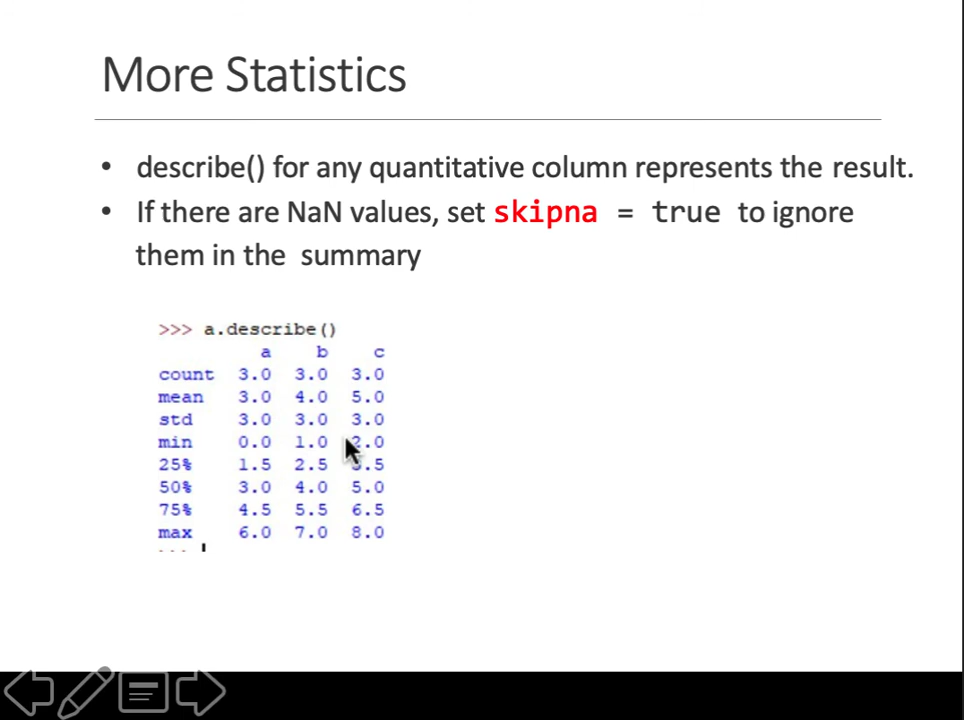 More Statistics
• describe() for any quantitative column represents the result.
• If there are NaN values, set skipna = true to ignore
them in the summary
>>> a.describe()
a b c
count 3.0 3.0 3.0
mean 3.0 4.0 5.0
std 3.0 3.0 3.0
min 0.0 1.0 2.0
25% 1.5 2.5 3.5
50% 3.0 4.0 5.0
75% 4.5 5.5 6.5
max 6.0 7.0 8.0